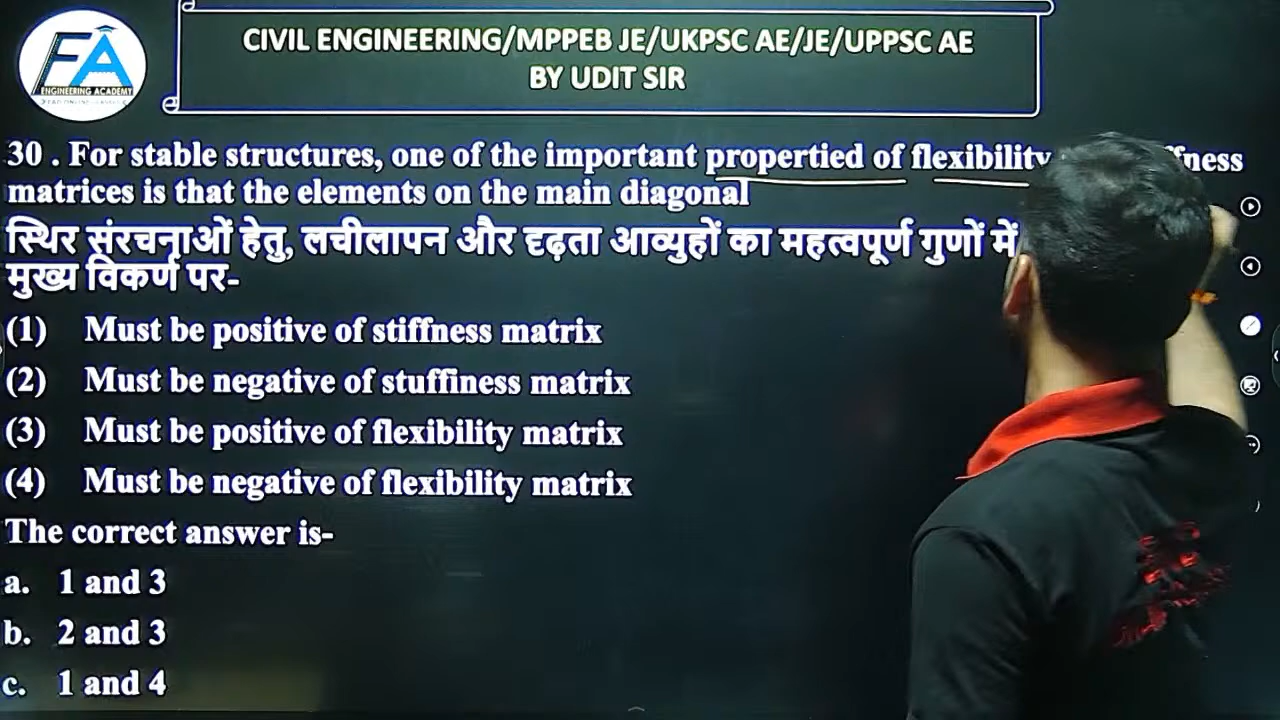 FA
ENGINEERING ACADEMY
CIVIL ENGINEERING/MPPEB JE/UKPSC AE/JE/UPPSC AE
BY UDIT SIR
30 . For stable structures, one of the important propertied of flexibility
matrices is that the elements on the main diagonal
स्थिर संरचनाओं हेतु, लचीलापन और दृढ़ता आव्युहों का महत्वपूर्ण गुणों में
मुख्य विकर्ण पर-
(1) Must be positive of stiffness matrix
(2) Must be negative of stuffiness matrix
(3) Must be positive of flexibility matrix
(4) Must be negative of flexibility matrix
The correct answer is-
a. 1 and 3
b. 2 and 3
c. 1 and 4